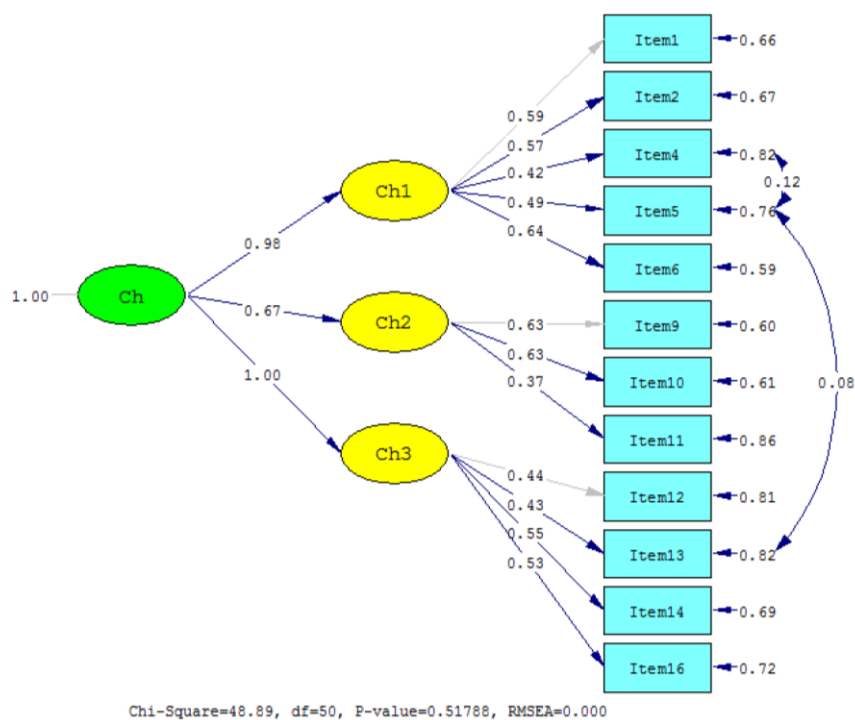 Item1
0.66
Item2
0.67
0.59
0.57
Item4
0.82
0.42
0.12
Ch1
0.49
Item5
0.76
0.64
0.98
Item6
0.59
1.00
Ch
0.67
Ch2
0.63
Item9
0.60
0.63
0.37
Item10
0.61
0.08
1.00
Item11
0.86
Ch3
0.44
Item12
0.81
0.43
0.55
Item13
0.82
0.53
Item14
0.69
Item16
0.72
Chi-Square=48.89, df=50, P-value=0.51788, RMSEA=0.000